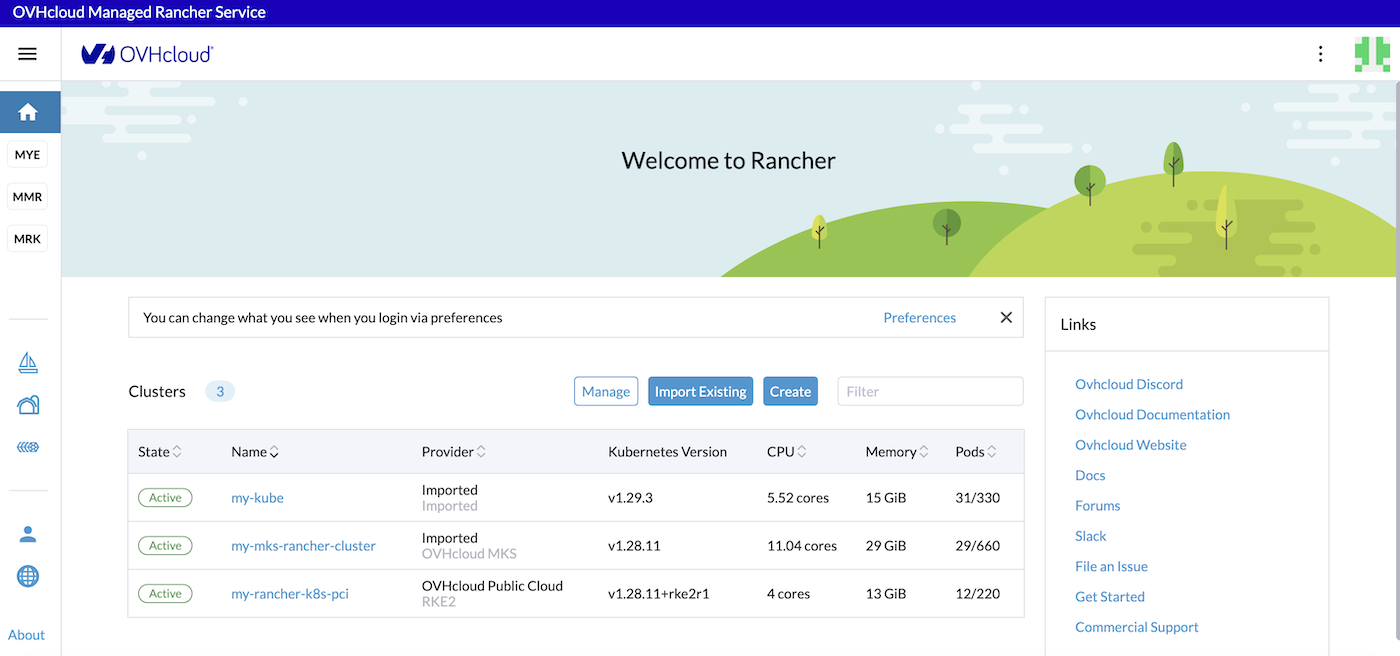 OVHcloud Managed Rancher Service
OVHcloud
MYE
MMR
MRK
About
Welcome to Rancher
You can change what you see when you login via preferences Preferences
Clusters 3 Manage Import Existing Create Filter
State Name Provider Kubernetes Version CPU Memory Pods
Active my-kube Imported v1.29.3 5.52 cores 15 GiB 31/330
Imported
Active my-mks-rancher-cluster Imported v1.28.11 11.04 cores 29 GiB 29/660
OVHcloud MKS
Active my-rancher-k8s-pci OVHcloud Public Cloud v1.28.11+rke2r1 4 cores 13 GiB 12/220
RKE2
Links
Ovhcloud Discord
Ovhcloud Documentation
Ovhcloud Website
Docs
Forums
Slack
File an Issue
Get Started
Commercial Support